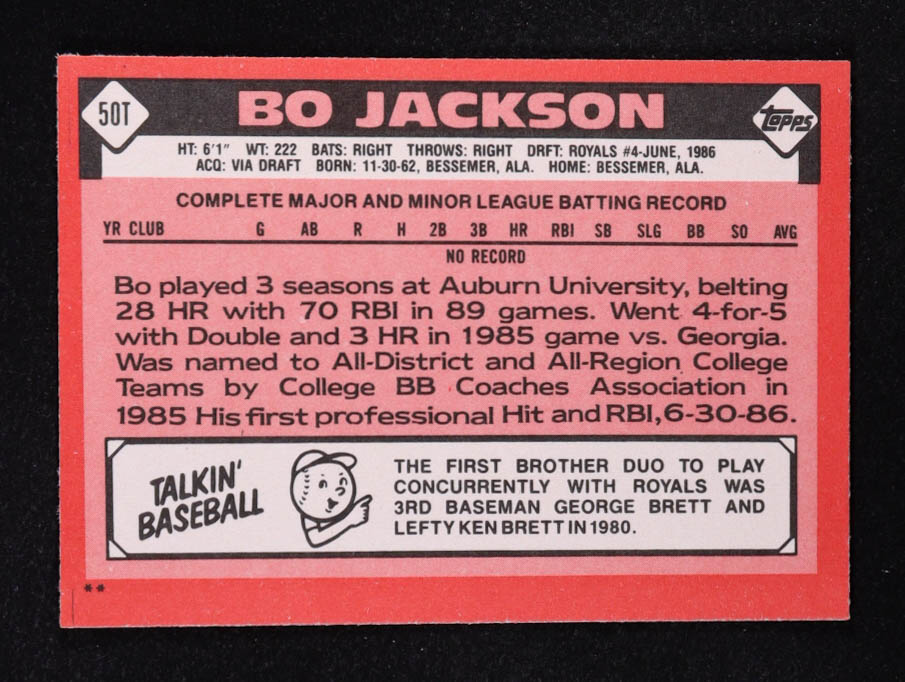 50T
BO JACKSON
Topps
HT: 6'1" WT: 222 BATS: RIGHT THROWS: RIGHT DRFT: ROYALS #4-JUNE, 1986
ACQ: VIA DRAFT BORN: 11-30-62, BESSEMER, ALA. HOME: BESSEMER, ALA.
COMPLETE MAJOR AND MINOR LEAGUE BATTING RECORD
YR CLUB G AB R H 2B 3B HR RBI SB SLG BB SO AVG
NO RECORD
Bo played 3 seasons at Auburn University, belting
28 HR with 70 RBI in 89 games. Went 4-for-5
with Double and 3 HR in 1985 game vs. Georgia.
Was named to All-District and All-Region College
Teams by College BB Coaches Association in
1985 His first professional Hit and RBI, 6-30-86.
TALKIN'
BASEBALL
THE FIRST BROTHER DUO TO PLAY
CONCURRENTLY WITH ROYALS WAS
3RD BASEMAN GEORGE BRETT AND
LEFTY KEN BRETT IN 1980.
**